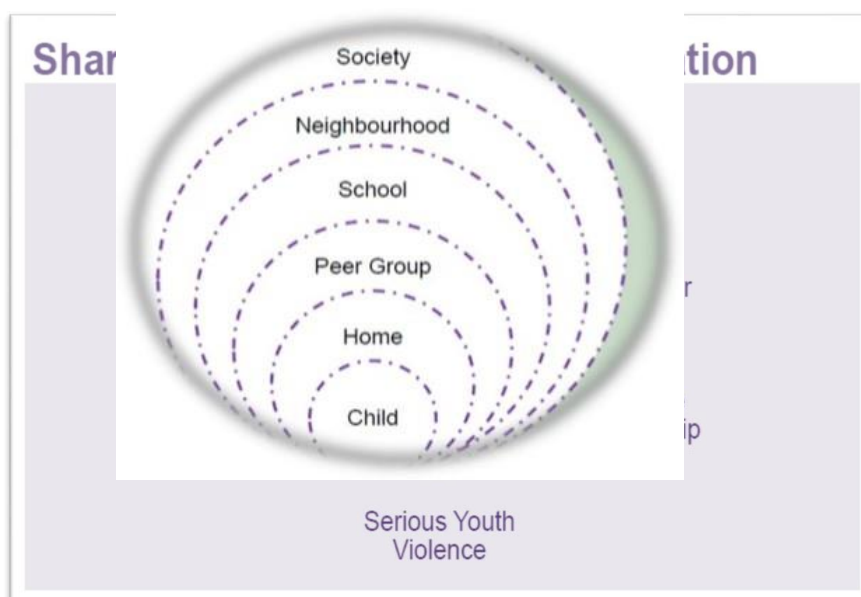 Shar tion
Society
Neighbourhood
School
Peer Group
r
Home
Child
ip
Serious Youth
Violence